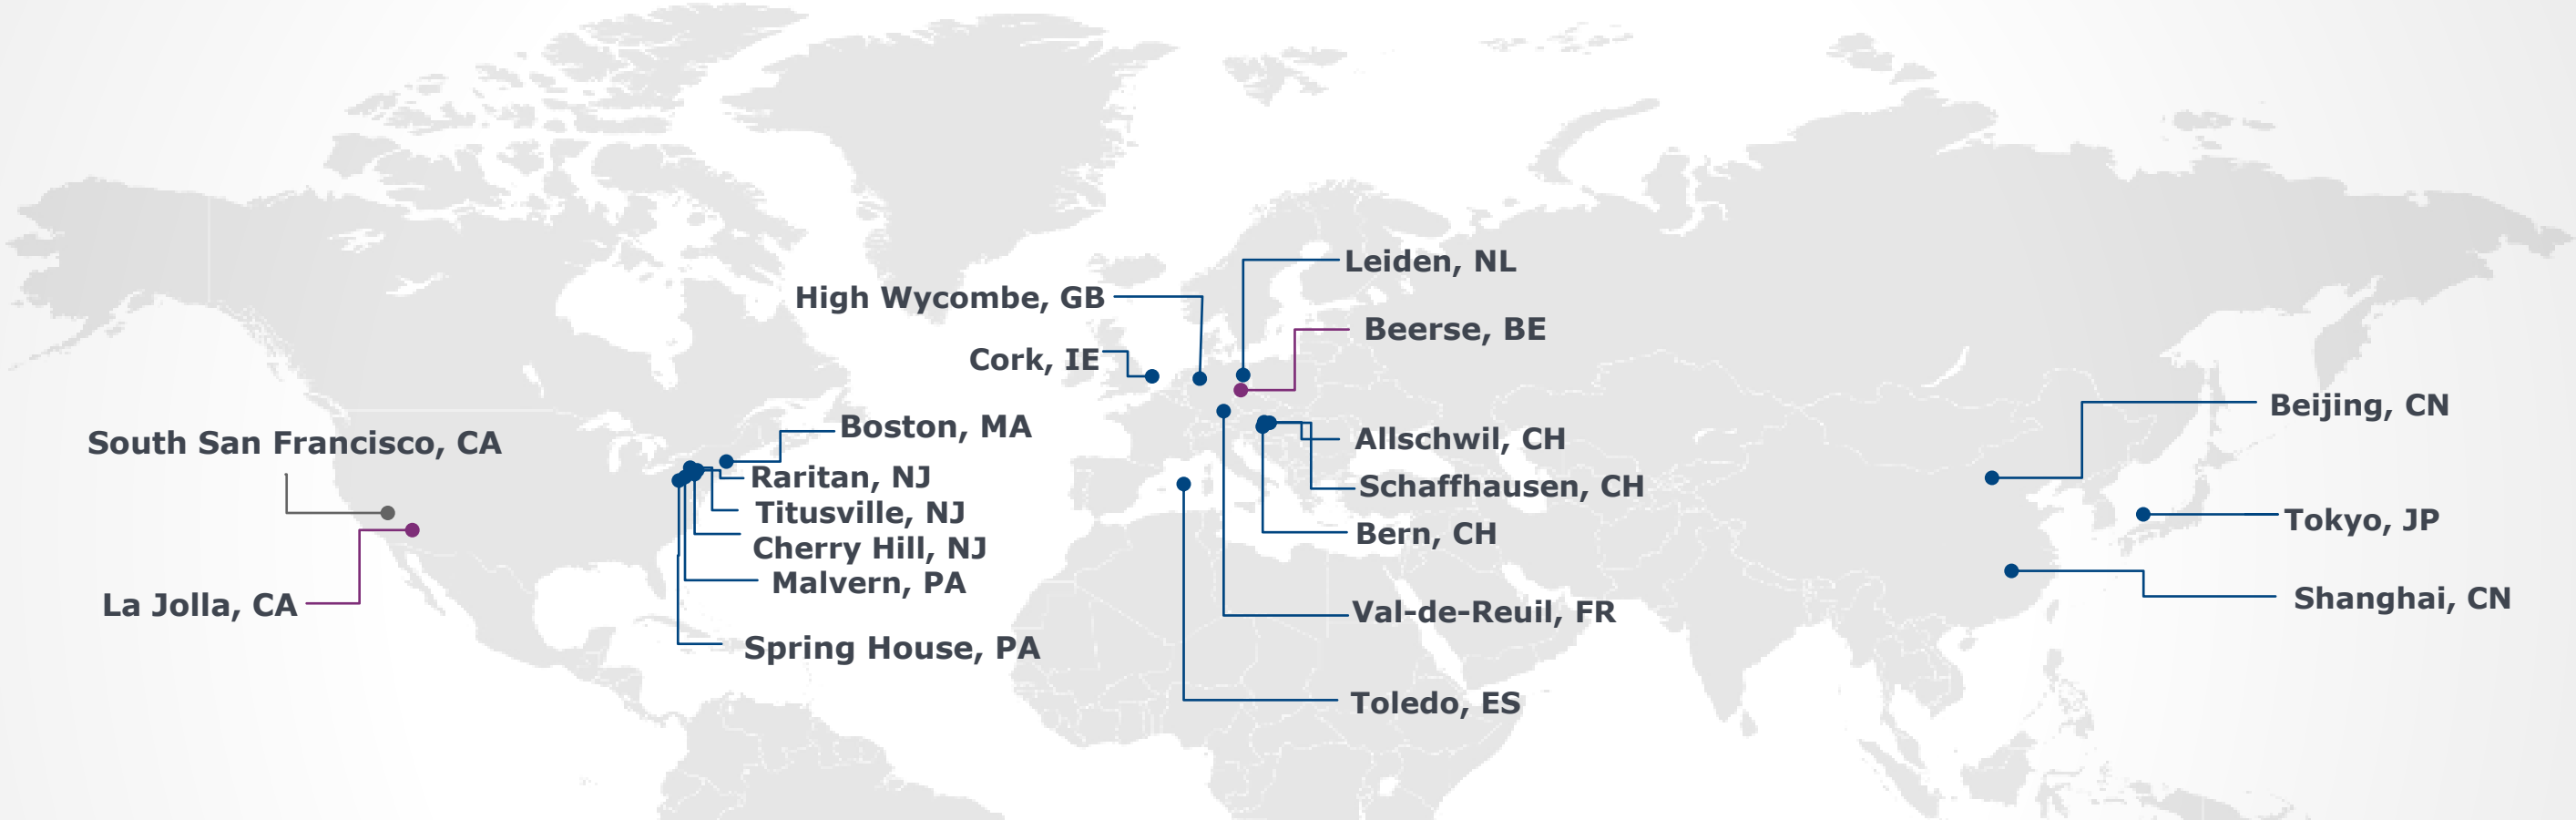 South San Francisco, CA
La Jolla, CA
Boston, MA
Raritan, NJ
Titusville, NJ
Cherry Hill, NJ
Malvern, PA
Spring House, PA
High Wycombe, GB
Cork, IE
Leiden, NL
Beerse, BE
Allschwil, CH
Schaffhausen, CH
Bern, CH
Val-de-Reuil, FR
Toledo, ES
Beijing, CN
Tokyo, JP
Shanghai, CN